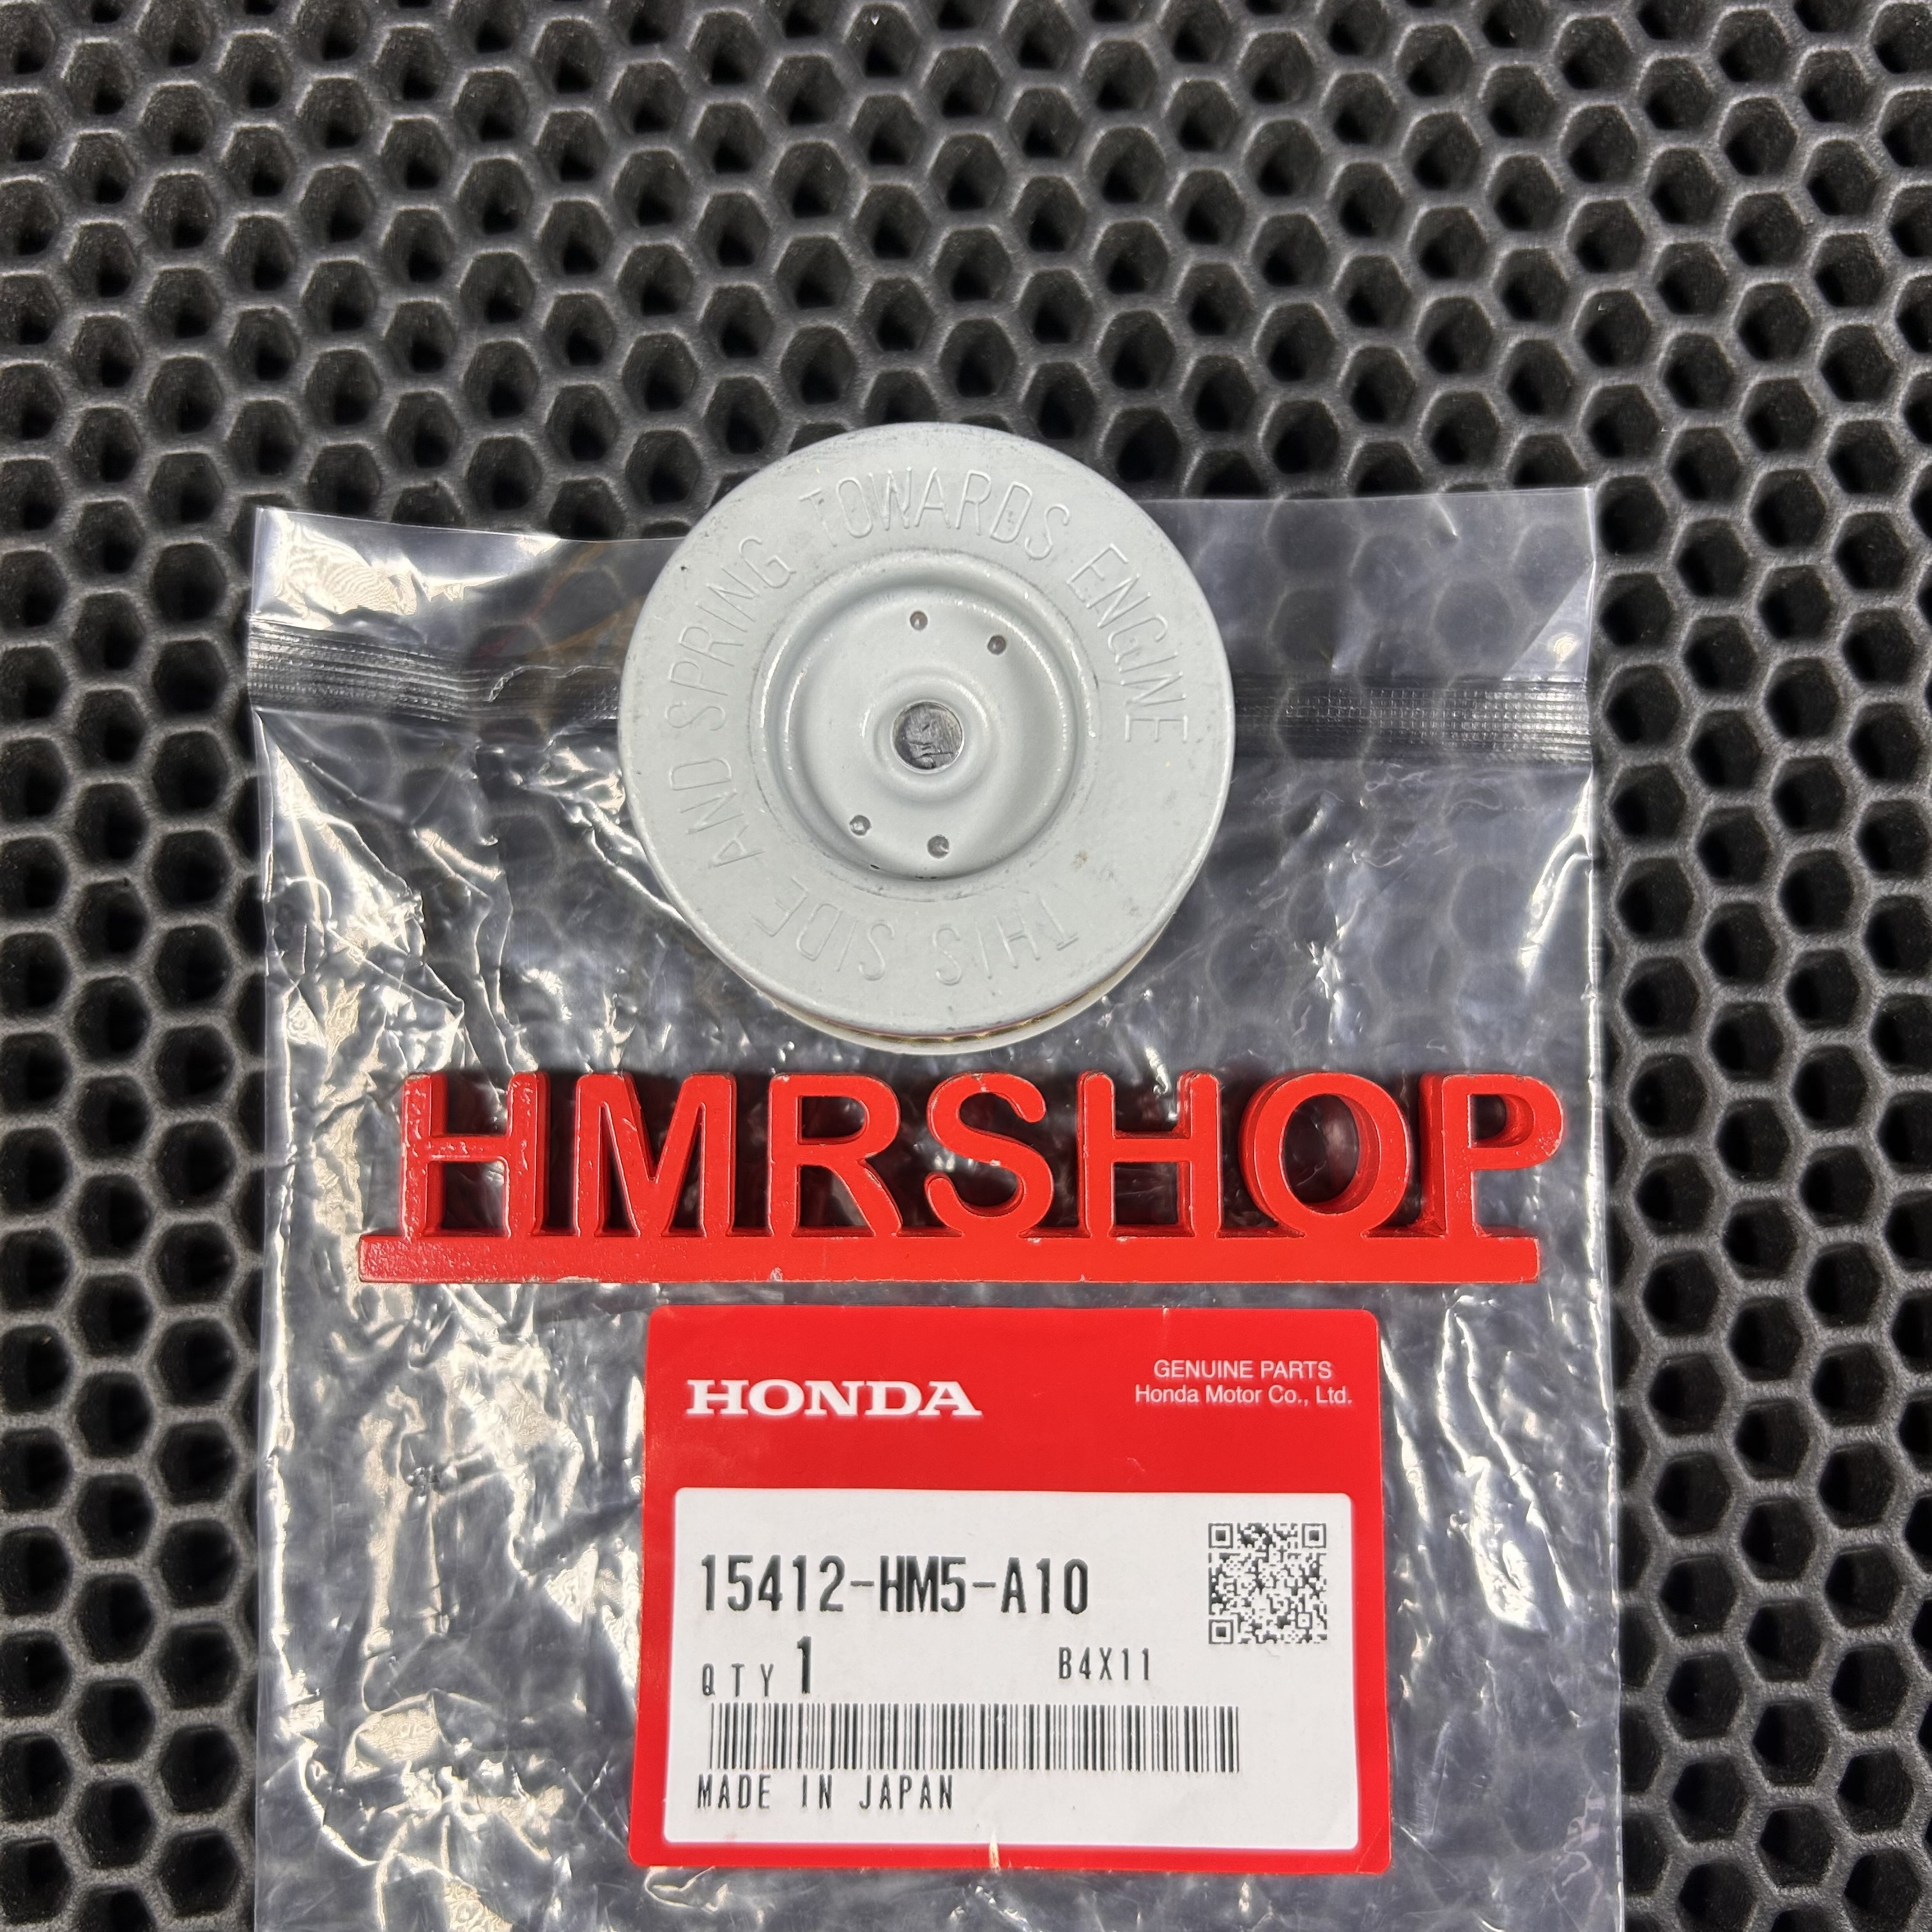 THIS SIDE AND SPRING TOWARDS ENGINE
HMRSHOP
HONDA
GENUINE PARTS
Honda Motor Co., Ltd.
15412-HM5-A10
QTY 1
B4X11
MADE IN JAPAN